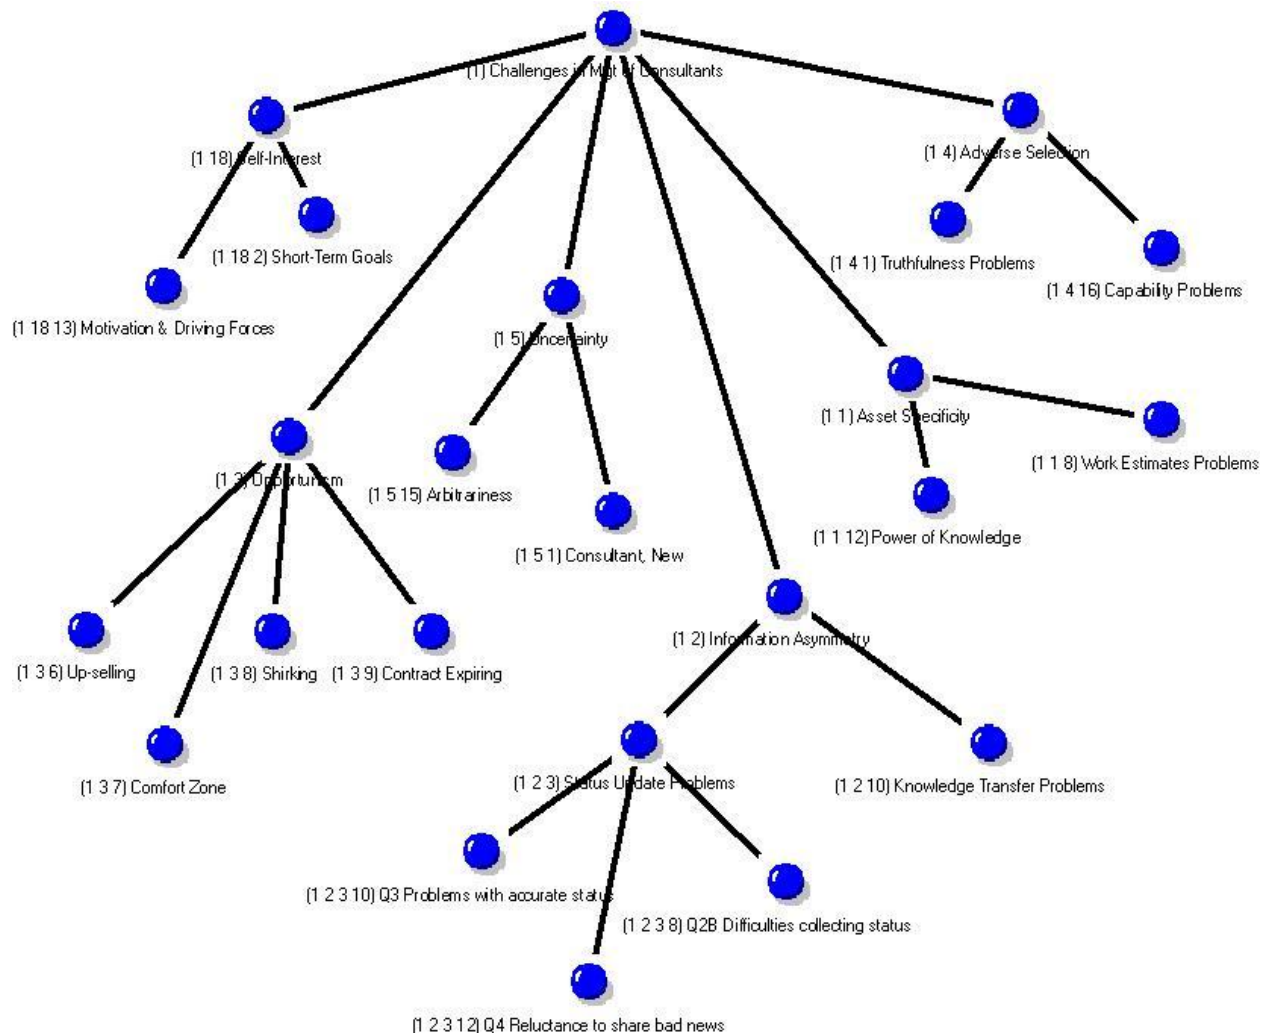 (1) Challenges in Mgt of Consultants
(1 18) Self-Interest
(1 4) Adverse Selection
(1 18 2) Short-Term Goals
(1 4 1) Truthfulness Problems
(1 4 16) Capability Problems
(1 18 13) Motivation & Driving Forces
(1 5) Uncertainty
(1 1) Asset Specificity
(1 1 8) Work Estimates Problems
(1 3) Opportunism
(1 5 15) Arbitrariness
(1 1 12) Power of Knowledge
(1 5 1) Consultant, New
(1 2) Information Asymmetry
(1 3 6) Up-selling
(1 3 8) Shirking
(1 3 9) Contract Expiring
(1 3 7) Comfort Zone
(1 2 3) Status Update Problems
(1 2 10) Knowledge Transfer Problems
(1 2 3 10) Q3 Problems with accurate status
(1 2 3 8) Q2B Difficulties collecting status
(1 2 3 12) Q4 Reluctance to share bad news